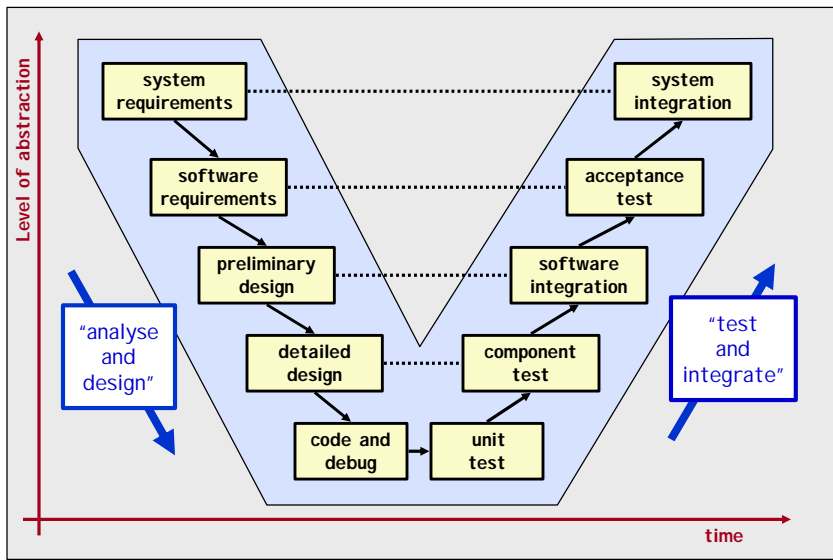 Level of abstraction
system
requirements
system
integration
software
requirements
acceptance
test
preliminary
design
software
integration
"analyse
and
design"
"test
and
integrate"
detailed
design
component
test
code and
debug
unit
test
time